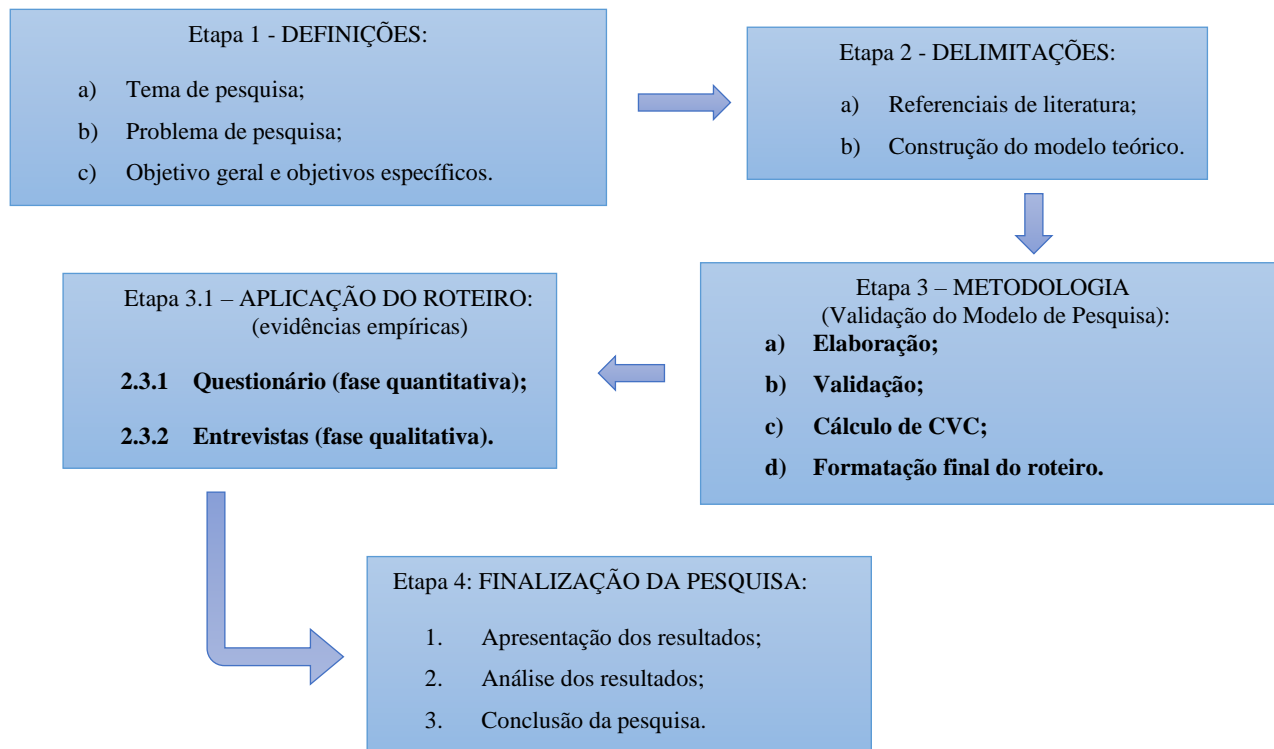 Etapa 1 - DEFINIÇÕES:
a) Tema de pesquisa;
b) Problema de pesquisa;
c) Objetivo geral e objetivos específicos.
Etapa 2 - DELIMITAÇÕES:
a) Referenciais de literatura;
b) Construção do modelo teórico.
Etapa 3 – METODOLOGIA
(Validação do Modelo de Pesquisa):
a) Elaboração;
b) Validação;
c) Cálculo de CVC;
d) Formatação final do roteiro.
Etapa 3.1 – APLICAÇÃO DO ROTEIRO:
(evidências empíricas)
2.3.1 Questionário (fase quantitativa);
2.3.2 Entrevistas (fase qualitativa).
Etapa 4: FINALIZAÇÃO DA PESQUISA:
1. Apresentação dos resultados;
2. Análise dos resultados;
3. Conclusão da pesquisa.